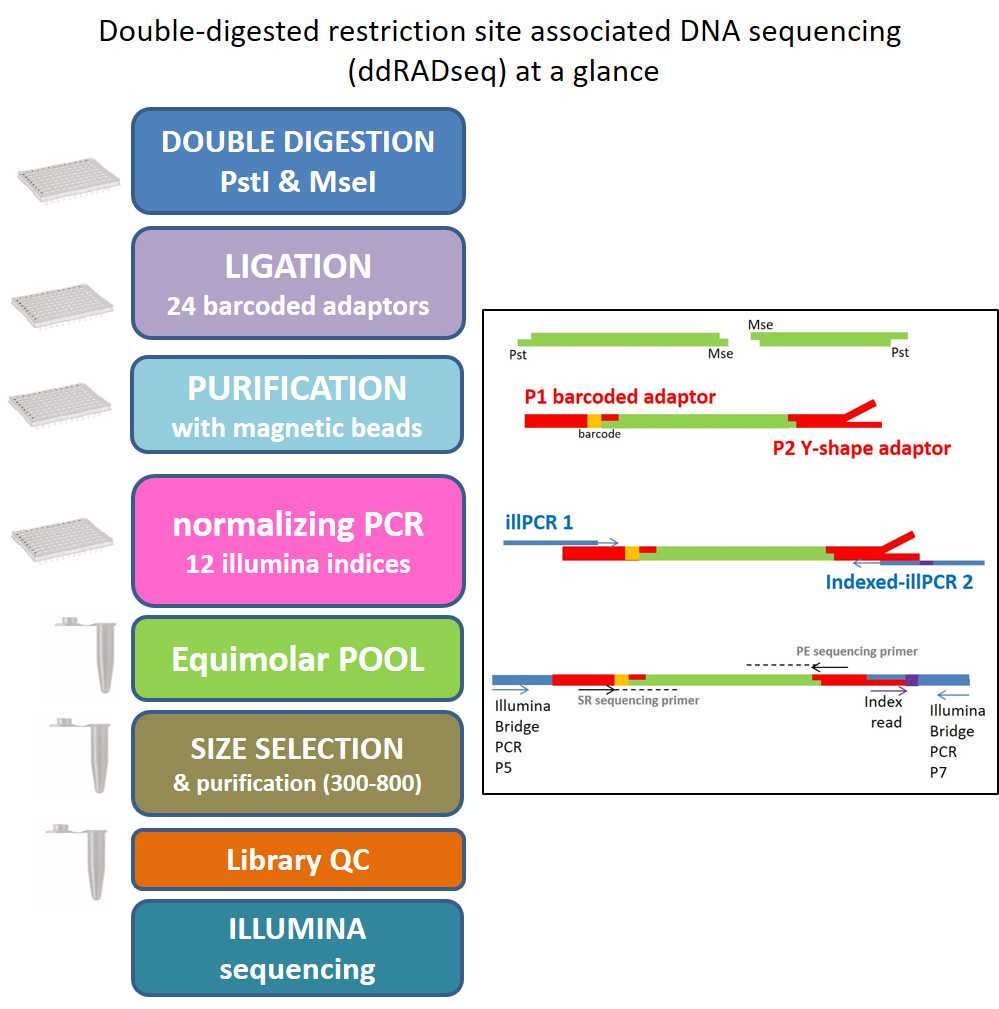 Double-digested restriction site associated DNA sequencing
(ddRADseq) at a glance
DOUBLE DIGESTION
PstI & MseI
LIGATION
24 barcoded adaptors
PURIFICATION
with magnetic beads
normalizing PCR
12 illumina indices
Equimolar POOL
SIZE SELECTION
& purification (300-800)
Library QC
ILLUMINA
sequencing
Pst
Mse
Mse
Pst
P1 barcoded adaptor
barcode
P2 Y-shape adaptor
illPCR 1
Indexed-illPCR 2
PE sequencing primer
SR sequencing primer
Illumina
Bridge
PCR
P5
Index
read
Illumina
Bridge
PCR
P7